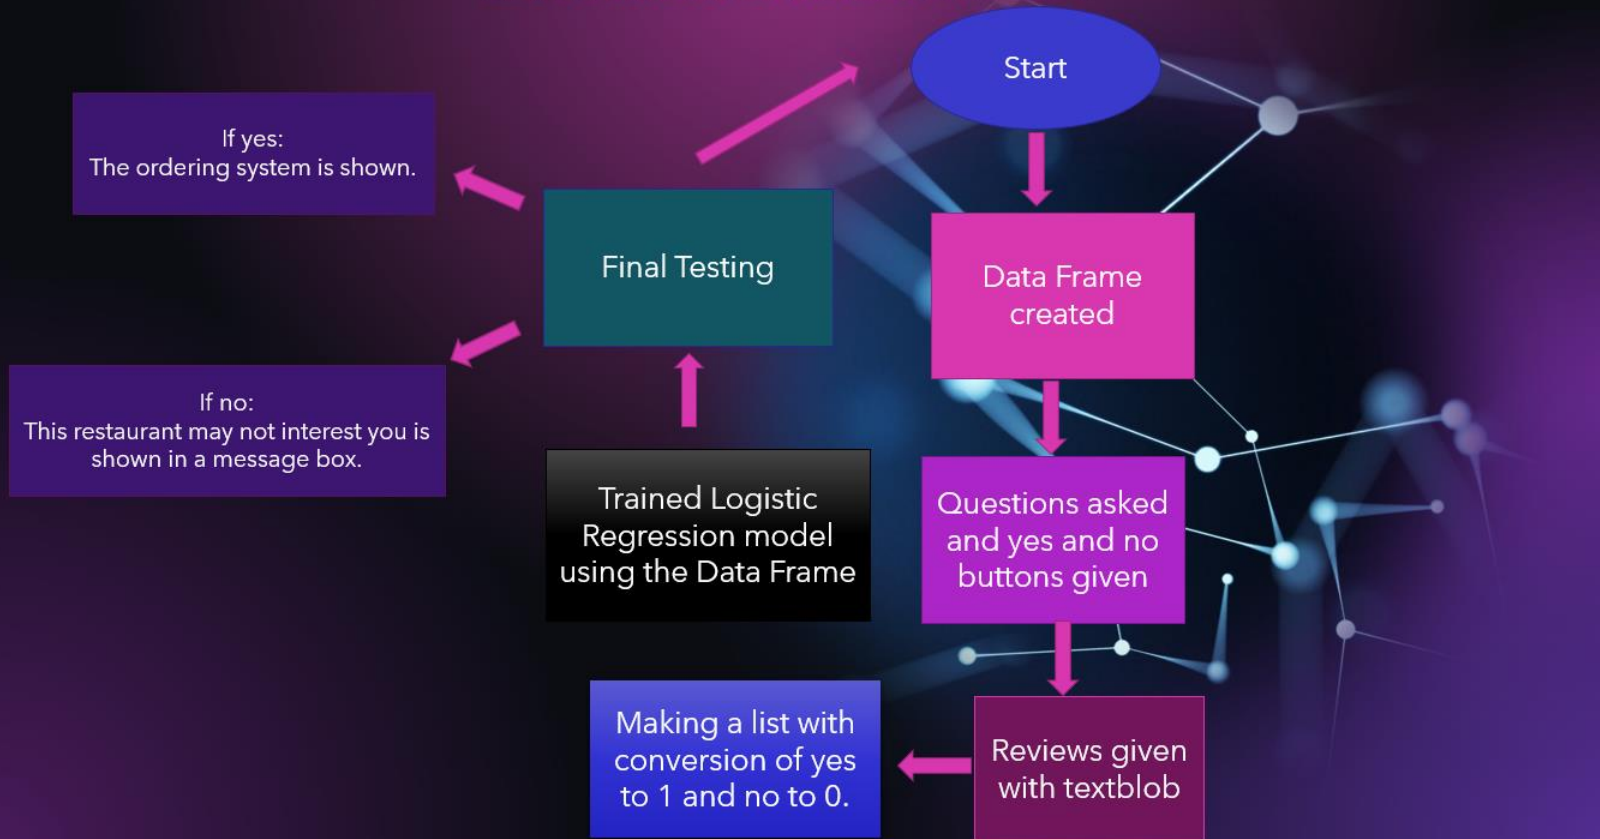 Start
Data Frame
created
Questions asked
and yes and no
buttons given
Reviews given
with textblob
Making a list with
conversion of yes
to 1 and no to 0.
Trained Logistic
Regression model
using the Data Frame
Final Testing
If yes:
The ordering system is shown.
If no:
This restaurant may not interest you is
shown in a message box.